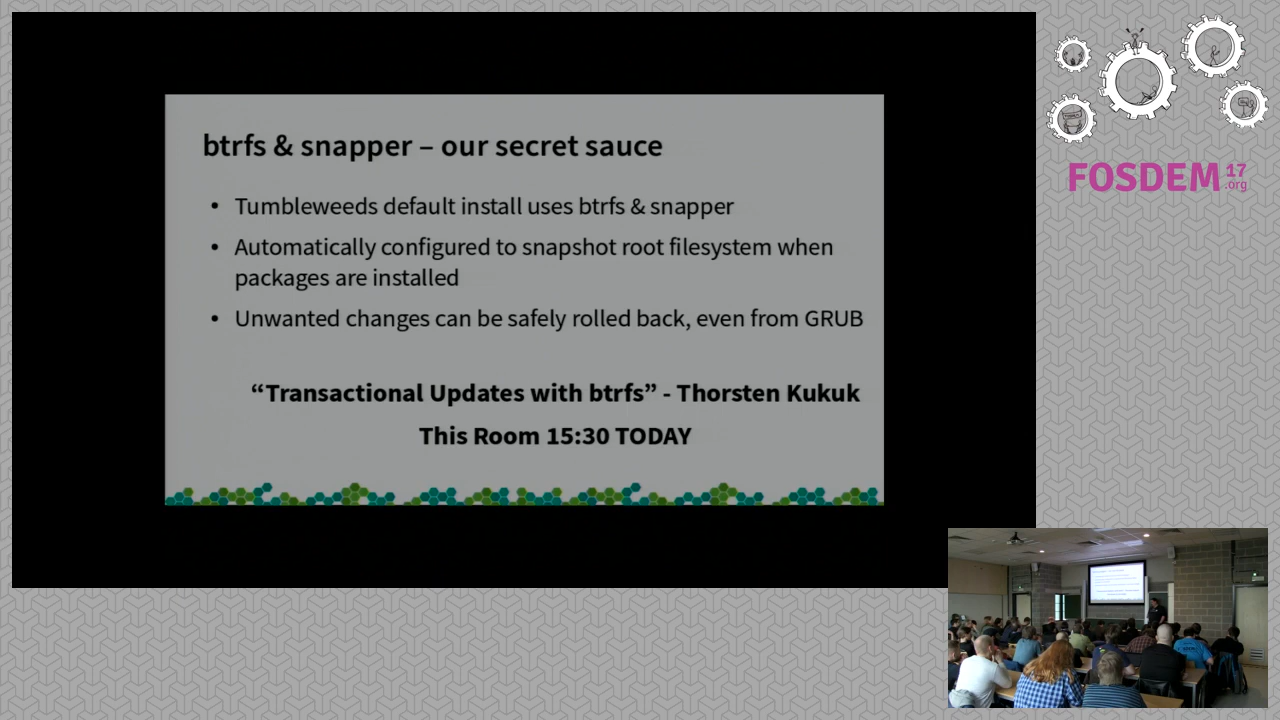 btrfs & snapper – our secret sauce
• Tumbleweeds default install uses btrfs & snapper
• Automatically configured to snapshot root filesystem when
packages are installed
• Unwanted changes can be safely rolled back, even from GRUB
“Transactional Updates with btrfs” - Thorsten Kukuk
This Room 15:30 TODAY
FOSDEM 17
.org